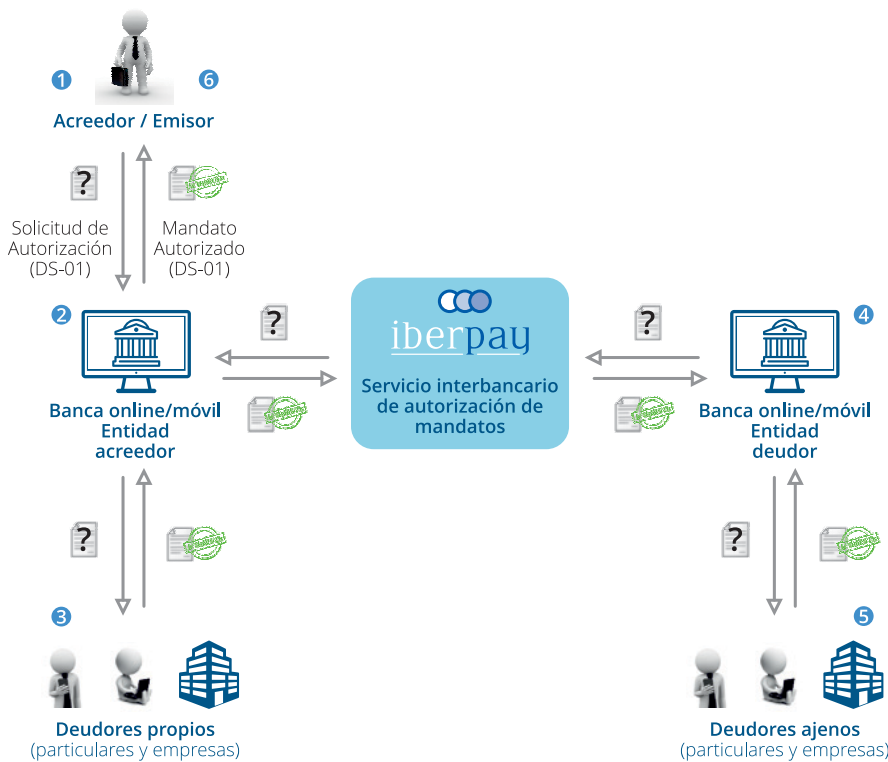 1
6
Acreedor / Emisor
?
Solicitud de
Autorización
(DS-01)
Mandato
Autorizado
(DS-01)
2
Banca online/móvil
Entidad
acreedor
?
iberpay
Servicio interbancario
de autorización de
mandatos
?
4
Banca online/móvil
Entidad
deudor
?
3
Deudores propios
(particulares y empresas)
?
5
Deudores ajenos
(particulares y empresas)